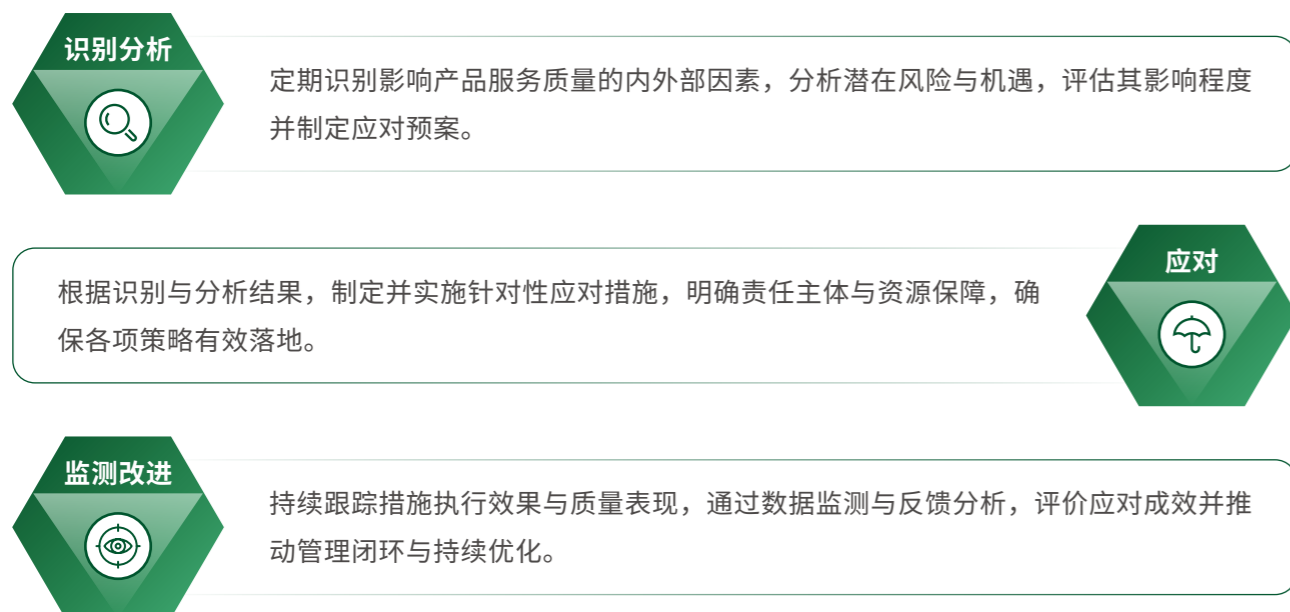 识别分析
定期识别影响产品服务质量的内外部因素，分析潜在风险与机遇，评估其影响程度
并制定应对预案。
根据识别与分析结果，制定并实施针对性应对措施，明确责任主体与资源保障，确
保各项策略有效落地。
应对
监测改进
持续跟踪措施执行效果与质量表现，通过数据监测与反馈分析，评价应对成效并推
动管理闭环与持续优化。